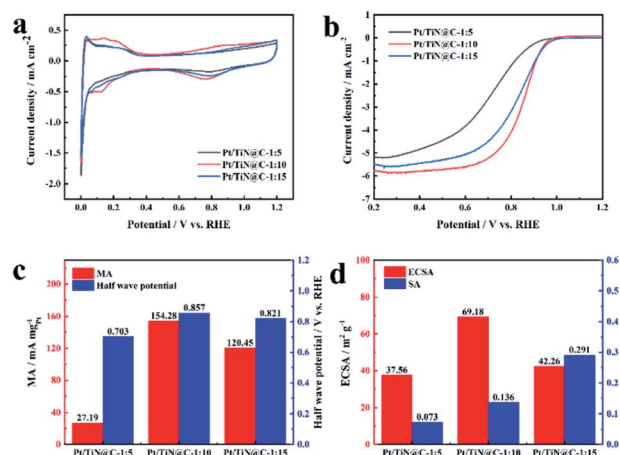 a
Current density / mA cm⁻²
0.5
0.0
-0.5
-1.0
-1.5
-2.0
Pt/TiN@C-1:5
Pt/TiN@C-1:10
Pt/TiN@C-1:15
0.0 0.2 0.4 0.6 0.8 1.0 1.2
Potential / V vs. RHE
b
Current density / mA cm⁻²
0
-1
-2
-3
-4
-5
-6
-7
Pt/TiN@C-1:5
Pt/TiN@C-1:10
Pt/TiN@C-1:15
0.2 0.4 0.6 0.8 1.0 1.2
Potential / V vs. RHE
c
MA / mA mg⁻¹Pt
200
160
120
80
40
0
MA
Half wave potential
27.19
0.703
154.28
0.857
120.45
0.821
1.2
1.0
0.8
0.6
0.4
0.2
0.0
Half wave potential / V vs. RHE
Pt/TiN@C-1:5 Pt/TiN@C-1:10 Pt/TiN@C-1:15
d
ECSA / m² g⁻¹
100
80
60
40
20
0
ECSA
SA
37.56
0.073
69.18
0.136
42.26
0.291
0.6
0.5
0.4
0.3
0.2
0.1
0.0
Pt/TiN@C-1:5 Pt/TiN@C-1:10 Pt/TiN@C-1:15